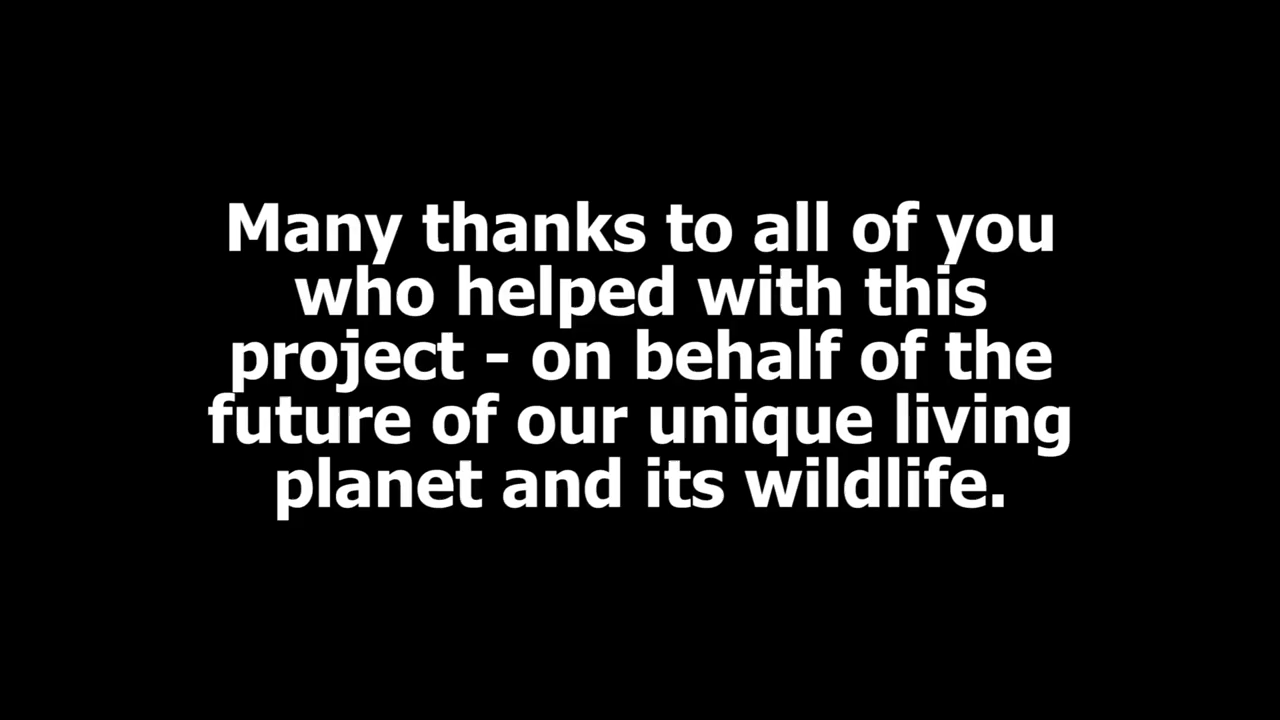 Many thanks to all of you
who helped with this
project - on behalf of the
future of our unique living
planet and its wildlife.